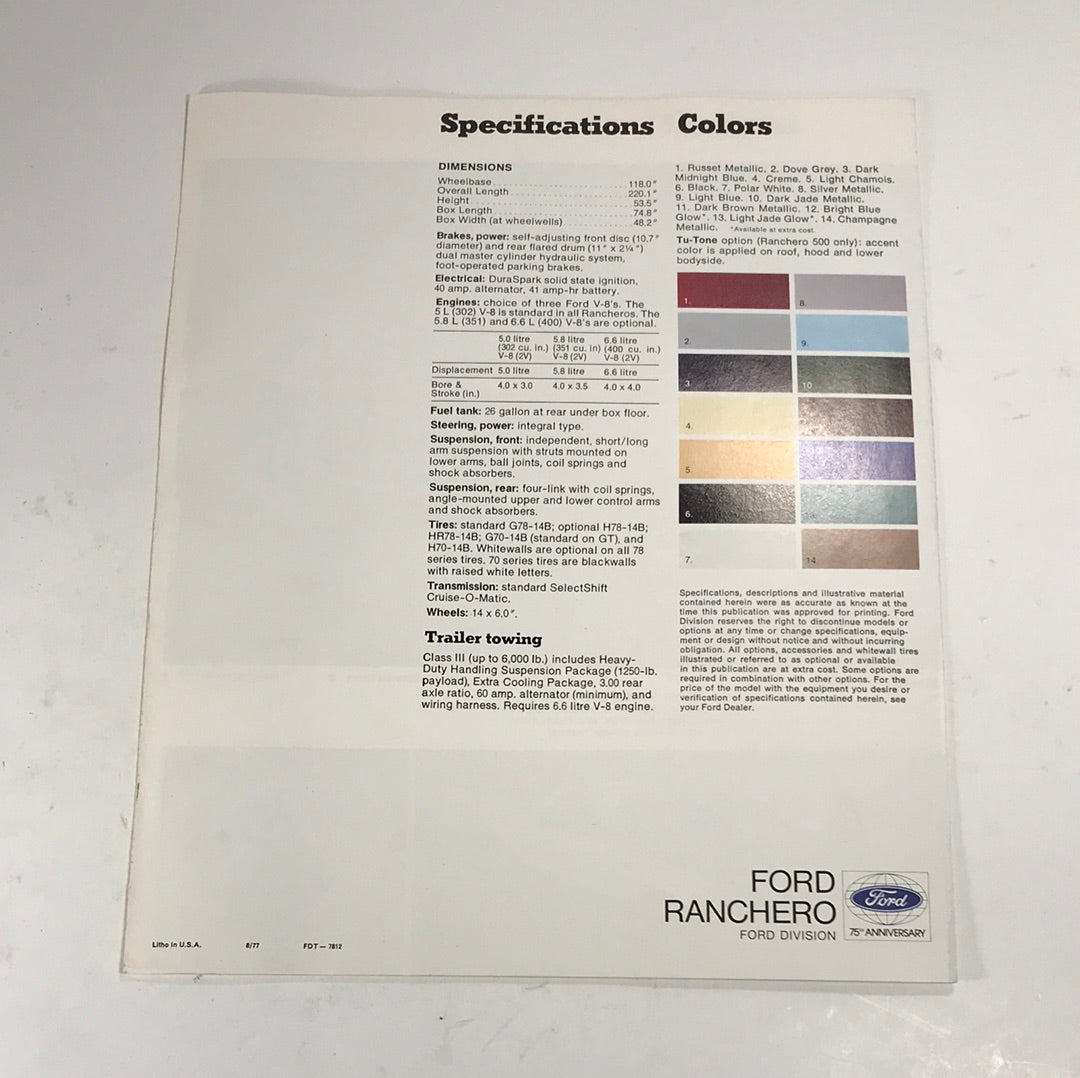 Specifications
DIMENSIONS
Wheelbase 118.0"
Overall Length 220.1"
Height 53.5"
Box Length 74.8"
Box Width (at wheelwells) 48.2"
Brakes, power: self-adjusting front disc (10.7"
diameter) and rear flared drum (11" x 2¼")
dual master cylinder hydraulic system,
foot-operated parking brakes.
Electrical: DuraSpark solid state ignition,
40 amp. alternator, 41 amp-hr battery.
Engines: choice of three Ford V-8's. The
5 L (302) V-8 is standard in all Rancheros. The
5.8 L (351) and 6.6 L (400) V-8's are optional.
5.0 litre 5.8 litre 6.6 litre
(302 cu. in.) (351 cu. in) (400 cu. in.)
V-8 (2V) V-8 (2V) V-8 (2V)
Displacement 5.0 litre 5.8 litre 6.6 litre
Bore & 4.0 x 3.0 4.0 x 3.5 4.0 x 4.0
Stroke (in.)
Fuel tank: 26 gallon at rear under box floor.
Steering, power: integral type.
Suspension, front: independent, short/long
arm suspension with struts mounted on
lower arms, ball joints, coil springs and
shock absorbers.
Suspension, rear: four-link with coil springs,
angle-mounted upper and lower control arms
and shock absorbers.
Tires: standard G78-14B; optional H78-14B;
HR78-14B; G70-14B (standard on GT), and
H70-14B. Whitewalls are optional on all 78
series tires. 70 series tires are blackwalls
with raised white letters.
Transmission: standard SelectShift
Cruise-O-Matic.
Wheels: 14 x 6.0".
Trailer towing
Class III (up to 6,000 lb.) includes Heavy-
Duty Handling Suspension Package (1250-lb.
payload), Extra Cooling Package, 3.00 rear
axle ratio, 60 amp. alternator (minimum), and
wiring harness. Requires 6.6 litre V-8 engine.
Colors
1. Russet Metallic. 2. Dove Grey. 3. Dark
Midnight Blue. 4. Creme. 5. Light Chamois.
6. Black. 7. Polar White. 8. Silver Metallic.
9. Light Blue. 10. Dark Jade Metallic.
11. Dark Brown Metallic. 12. Bright Blue
Glow*. 13. Light Jade Glow*. 14. Champagne
Metallic. *Available at extra cost.
Tu-Tone option (Ranchero 500 only): accent
color is applied on roof, hood and lower
bodyside.
1. 8.
2. 9.
3 10
4.
5.
6. 13.
7. 14.
Specifications, descriptions and illustrative material
contained herein were as accurate as known at the
time this publication was approved for printing. Ford
Division reserves the right to discontinue models or
options at any time or change specifications, equip-
ment or design without notice and without incurring
obligation. All options, accessories and whitewall tires
illustrated or referred to as optional or available
in this publication are at extra cost. Some options are
required in combination with other options. For the
price of the model with the equipment you desire or
verification of specifications contained herein, see
your Ford Dealer.
FORD
RANCHERO
FORD DIVISION
Ford
75TH ANNIVERSARY
Litho in U.S.A. 8/77 FDT — 7812